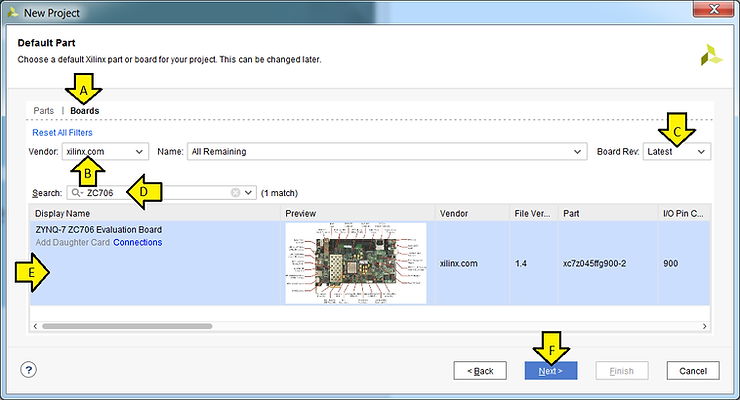 New Project
Default Part
Choose a default Xilinx part or board for your project. This can be changed later.
A
Parts | Boards
Reset All Filters
Vendor: xilinx.com Name: All Remaining Board Rev: Latest
C
B
Search: ZC706 (1 match)
D
Display Name Preview Vendor File Ver... Part I/O Pin C...
ZYNQ-7 ZC706 Evaluation Board
Add Daughter Card Connections
E
xilinx.com 1.4 xc7z045ffg900-2 900
F
? < Back Next > Finish Cancel